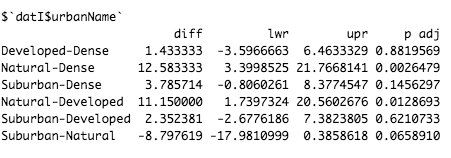 $`datI$urbanName`
diff lwr upr p adj
Developed-Dense 1.433333 -3.5966663 6.4633329 0.8819569
Natural-Dense 12.583333 3.3998525 21.7668141 0.0026479
Suburban-Dense 3.785714 -0.8060261 8.3774547 0.1456297
Natural-Developed 11.150000 1.7397324 20.5602676 0.0128693
Suburban-Developed 2.352381 -2.6776186 7.3823805 0.6210733
Suburban-Natural -8.797619 -17.9810999 0.3858618 0.0658910